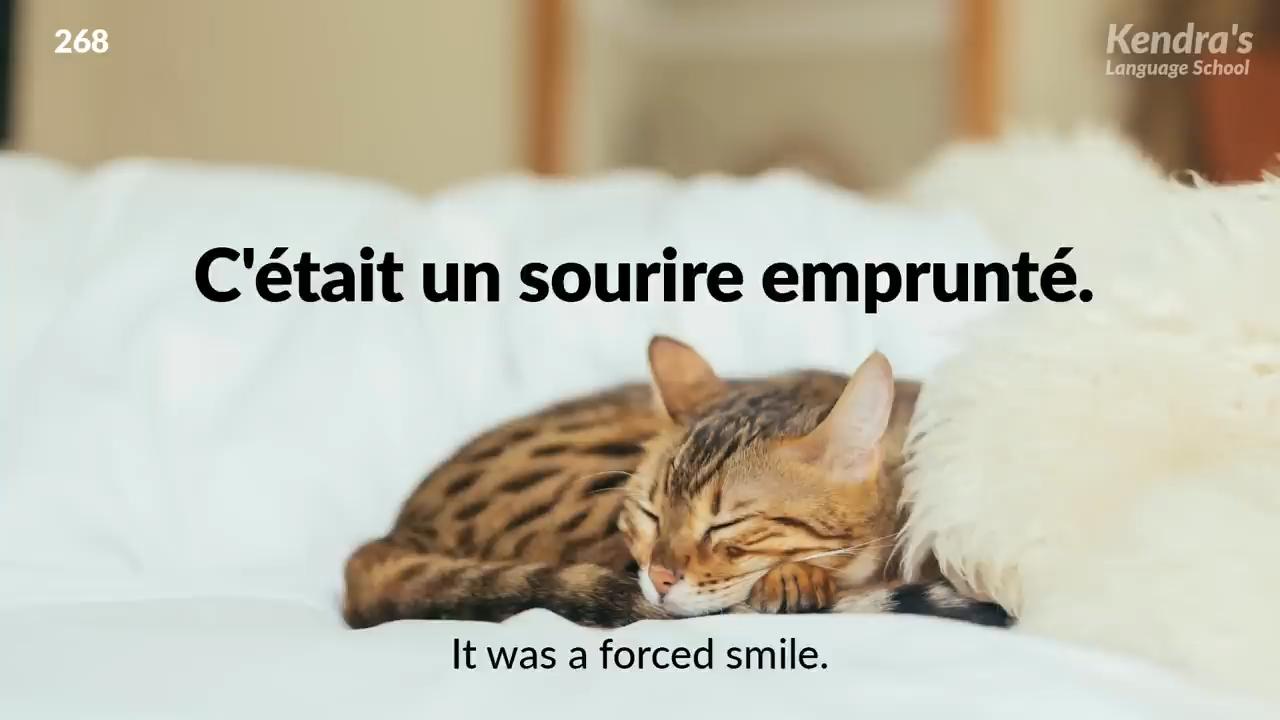 268
Kendra's
Language School
C'était un sourire emprunté.
It was a forced smile.